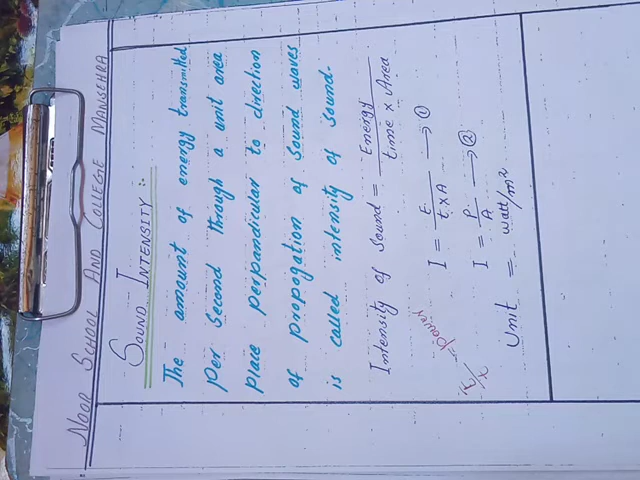 NOOR SCHOOL AND COLLEGE MANSEHRA
SOUND INTENSITY :-
The amount of energy transmitted
per Second through a unit area
place perpandicular to direction
of propogation of Sound waves
is called intensity of Sound.
Intensity of Sound = Energy / time × Area
I = E / t × A → ①
E/t = power
I = P / A → ②
Unit = watt/m²